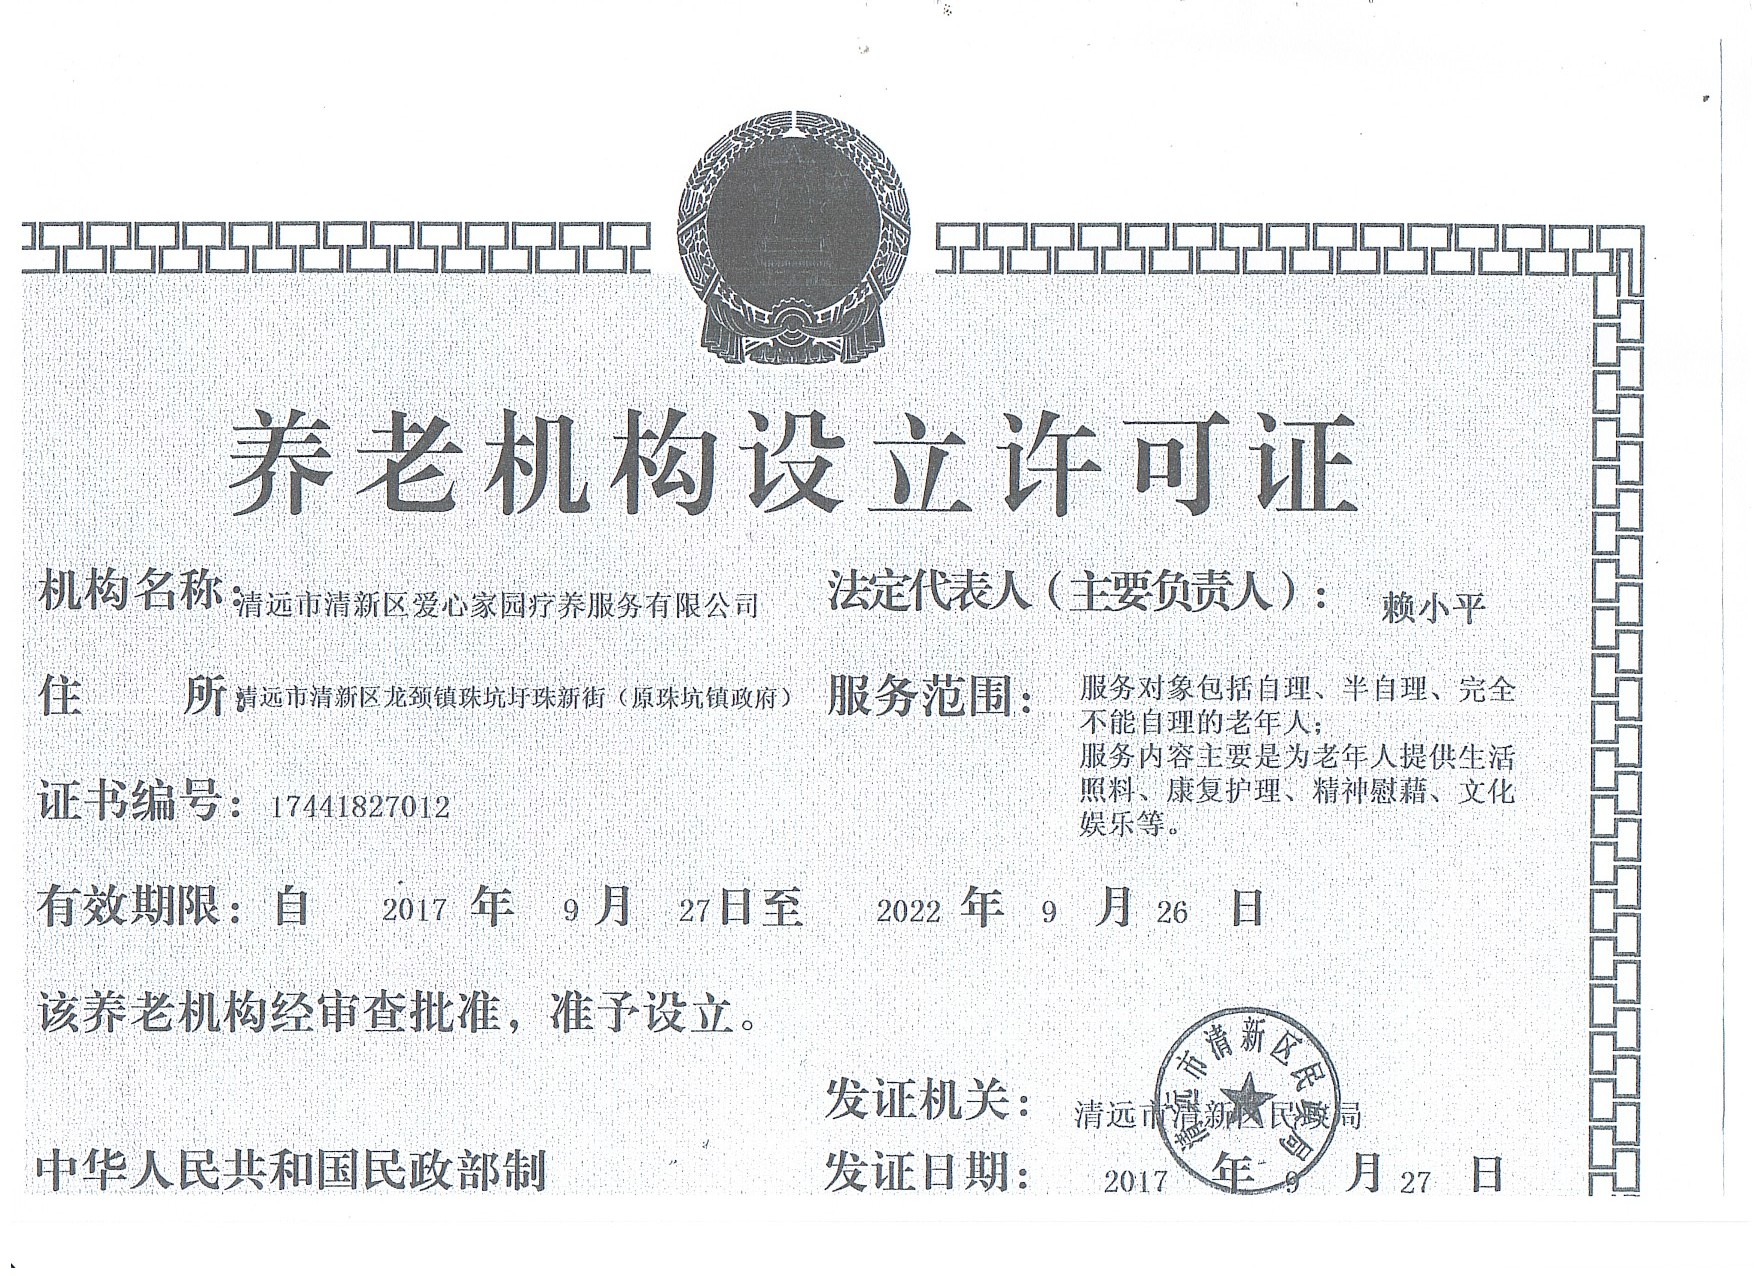 养老机构设立许可证
机构名称：清远市清新区爱心家园疗养服务有限公司
法定代表人（主要负责人）： 赖小平
住 所：清远市清新区龙颈镇珠坑圩珠新街（原珠坑镇政府）
服务范围：服务对象包括自理、半自理、完全
不能自理的老年人；
服务内容主要是为老年人提供生活
照料、康复护理、精神慰藉、文化
娱乐等。
证书编号：17441827012
有效期限：自 2017 年 9 月 27 日至 2022 年 9 月 26 日
该养老机构经审查批准，准予设立。
发证机关：清远市清新区民政局
清远市清新区民政局
中华人民共和国民政部制
发证日期： 2017 年 9 月 27 日